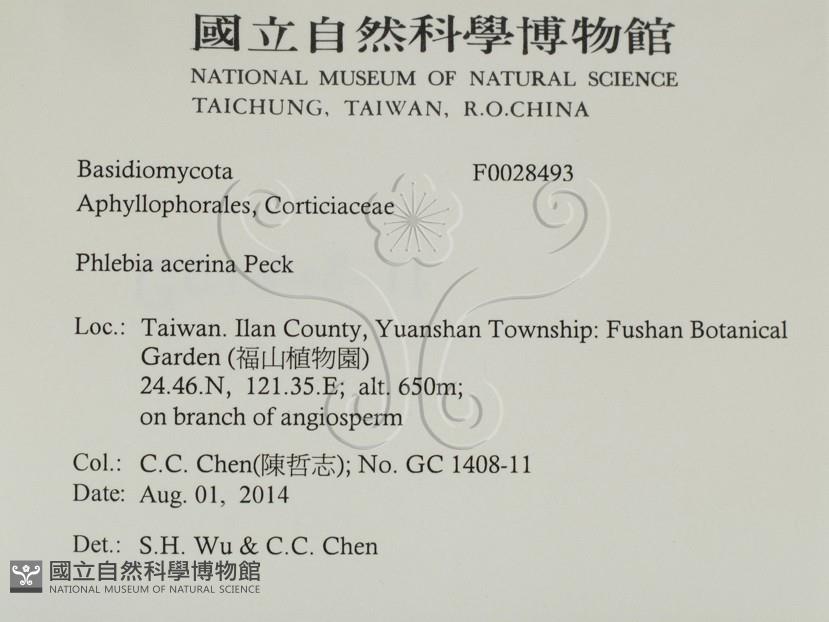 國立自然科學博物館
NATIONAL MUSEUM OF NATURAL SCIENCE
TAICHUNG, TAIWAN, R.O.CHINA
Basidiomycota F0028493
Aphyllophorales, Corticiaceae
Phlebia acerina Peck
Loc.: Taiwan. Ilan County, Yuanshan Township: Fushan Botanical
Garden (福山植物園)
24.46.N, 121.35.E; alt. 650m;
on branch of angiosperm
Col.: C.C. Chen(陳哲志); No. GC 1408-11
Date: Aug. 01, 2014
Det.: S.H. Wu & C.C. Chen
國立自然科學博物館
NATIONAL MUSEUM OF NATURAL SCIENCE